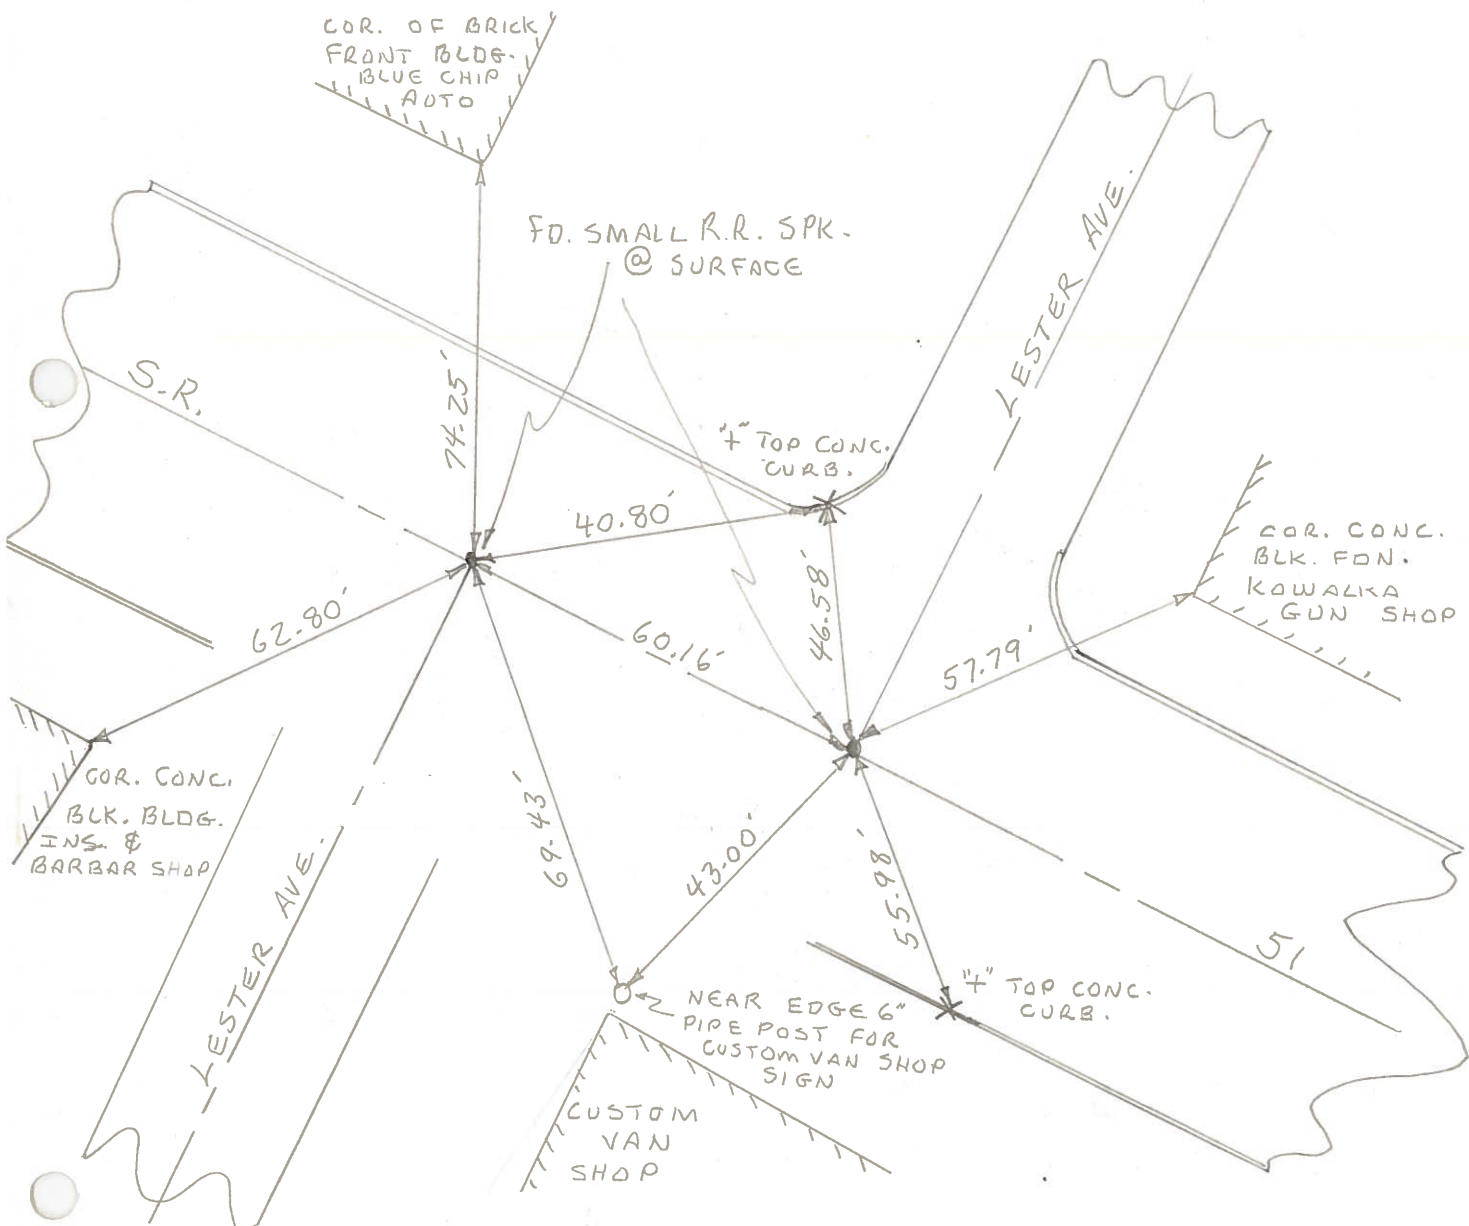 COR. OF BRICK
FRONT BLDG.
BLUE CHIP
AUTO
FD. SMALL R.R. SPK.
@ SURFACE
LESTER AVE.
S.R.
74.25'
"+" TOP CONC.
CURB.
40.80'
COR. CONC.
BLK. FDN.
KOWALKA
GUN SHOP
62.80'
60.16'
46.58'
57.79'
COR. CONC.
BLK. BLDG.
INS. &
BARBAR SHOP
69.43'
43.00'
55.98'
LESTER AVE.
51
NEAR EDGE 6"
PIPE POST FOR
CUSTOM VAN SHOP
SIGN
"+" TOP CONC.
CURB.
CUSTOM
VAN
SHOP